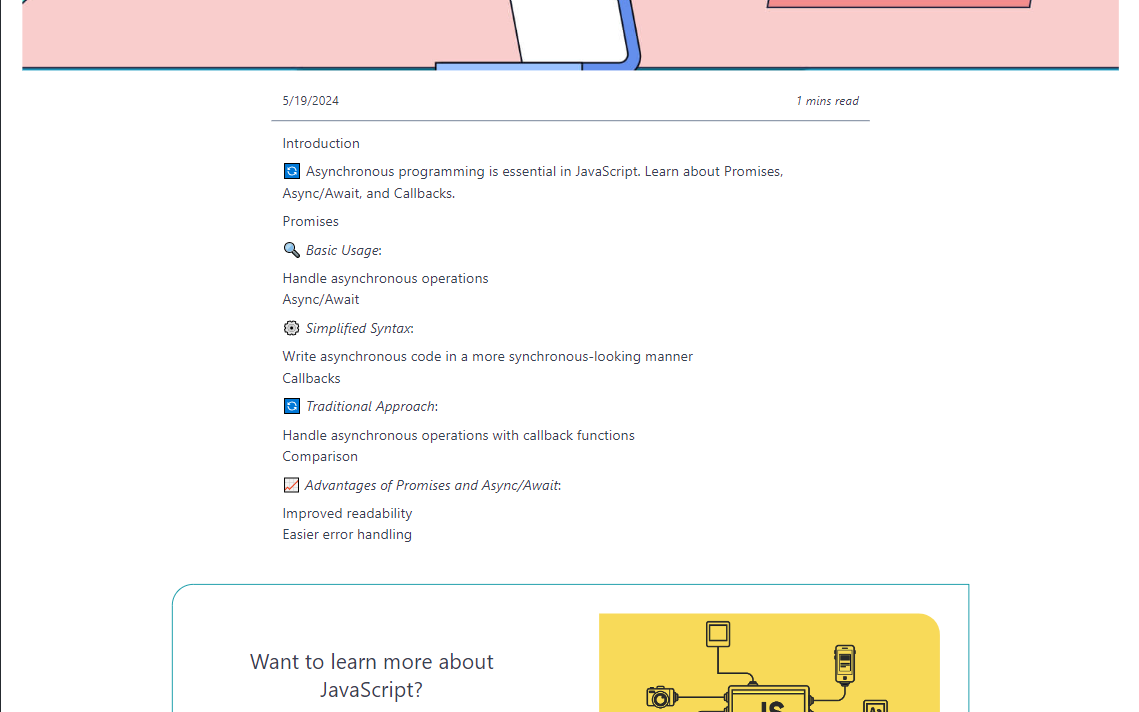 5/19/2024
1 mins read
Introduction
🔄 Asynchronous programming is essential in JavaScript. Learn about Promises,
Async/Await, and Callbacks.
Promises
🔍 Basic Usage:
Handle asynchronous operations
Async/Await
⚙️ Simplified Syntax:
Write asynchronous code in a more synchronous-looking manner
Callbacks
🔄 Traditional Approach:
Handle asynchronous operations with callback functions
Comparison
📈 Advantages of Promises and Async/Await:
Improved readability
Easier error handling
Want to learn more about
JavaScript?
JS